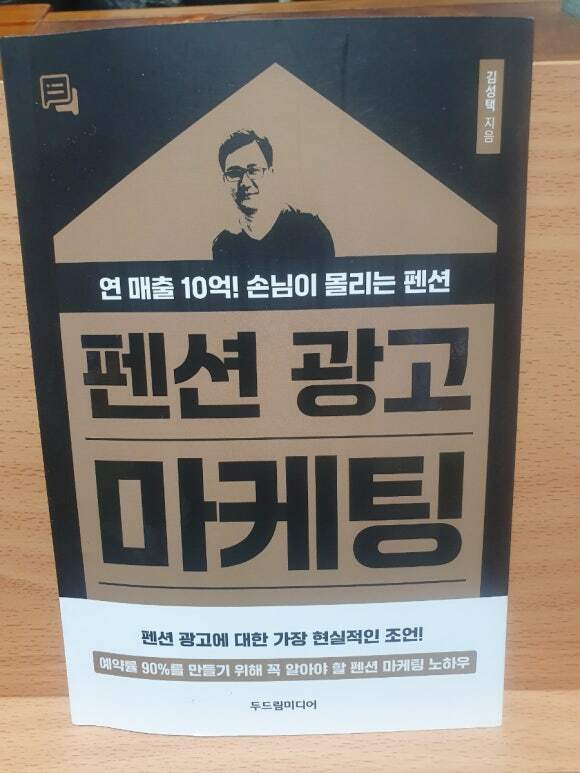 김성택 지음
연 매출 10억! 손님이 몰리는 펜션
펜션 광고
마케팅
펜션 광고에 대한 가장 현실적인 조언!
예약률 90%를 만들기 위해 꼭 알아야 할 펜션 마케팅 노하우
두드림미디어